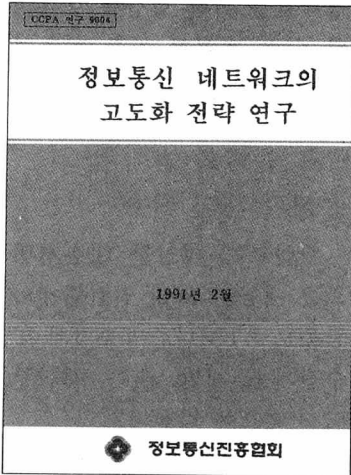 CCPA 연구 9004
정보통신 네트워크의
고도화 전략 연구
1991년 2월
정보통신진흥협회